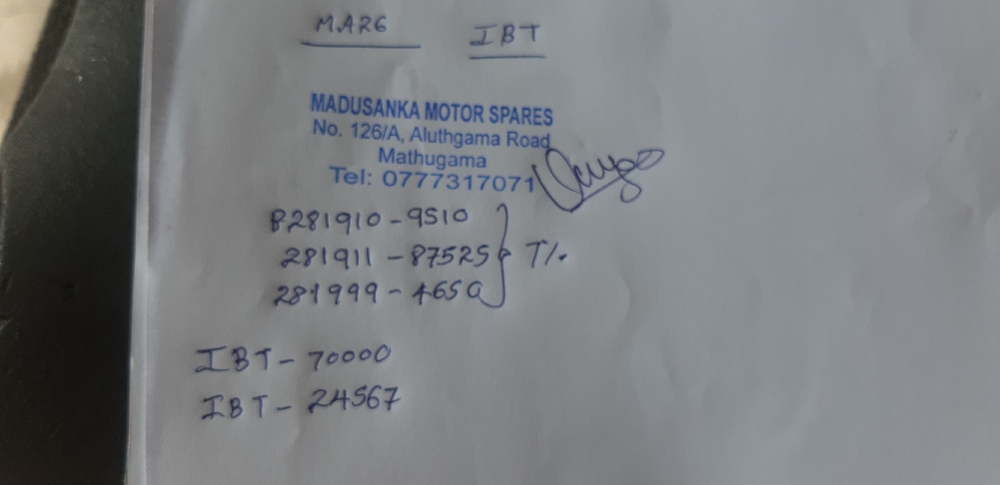 MA26 IBT
MADUSANKA MOTOR SPARES
No. 126/A, Aluthgama Road
Mathugama
Tel: 0777317071
B281910 - 9510
281911 - 87525
281999 - 4650
T/.
IBT - 70000
IBT - 24567